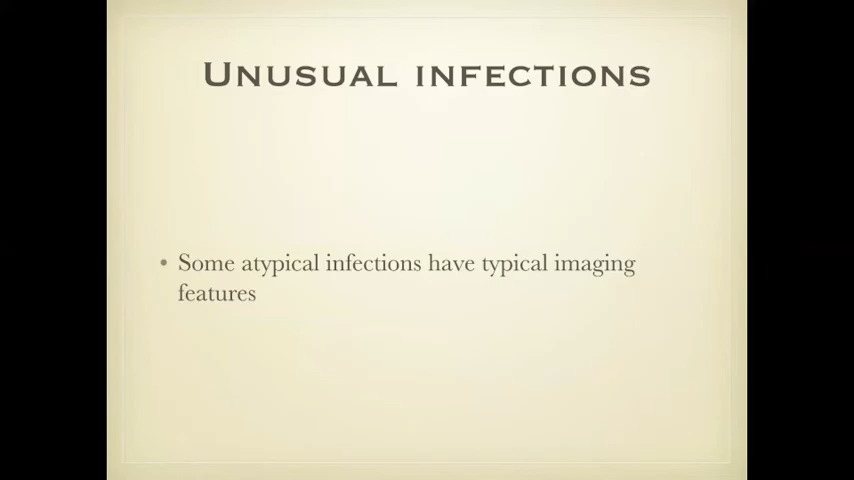 Unusual infections
• Some atypical infections have typical imaging
features